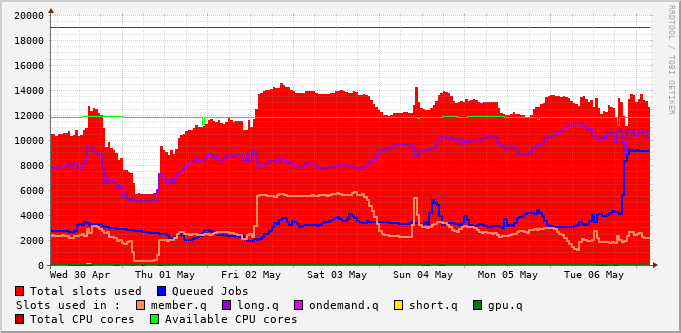 20000
18000
16000
14000
12000
10000
8000
6000
4000
2000
0
Wed 30 Apr Thu 01 May Fri 02 May Sat 03 May Sun 04 May Mon 05 May Tue 06 May
Total slots used Queued Jobs
Slots used in : member.q long.q ondemand.q short.q gpu.q
Total CPU cores Available CPU cores
RRDTOOL / TOBI OETIKER